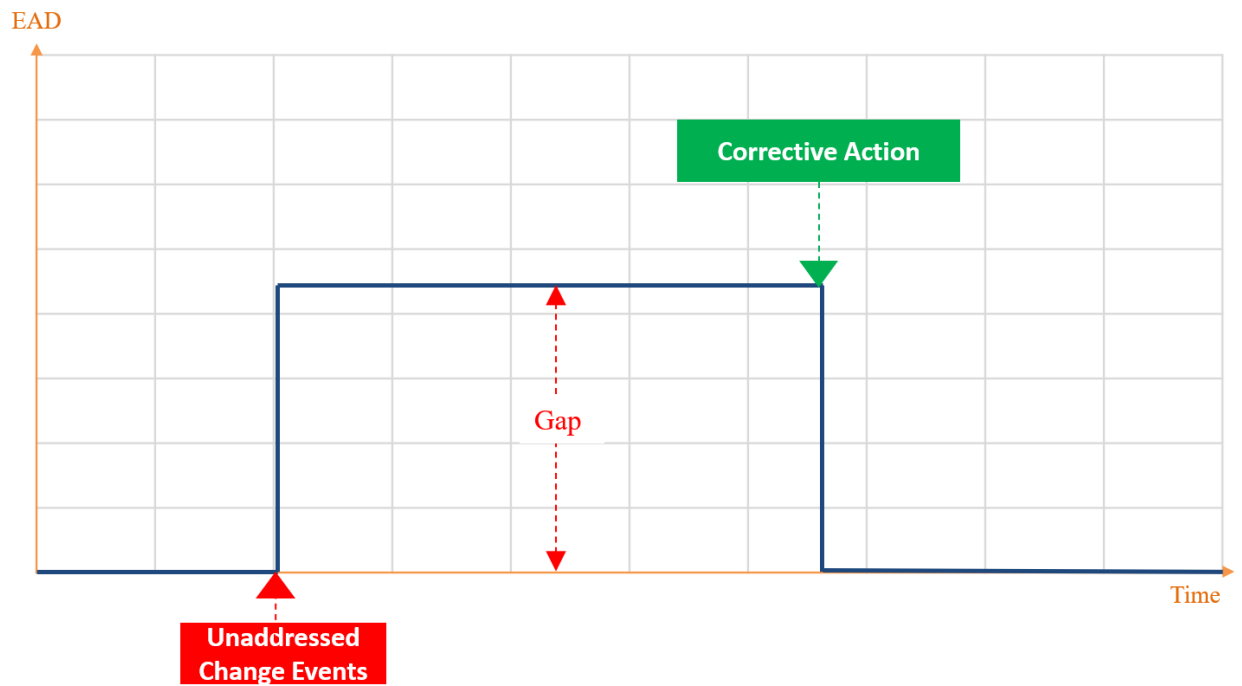 EAD
Corrective Action
Gap
Time
Unaddressed
Change Events